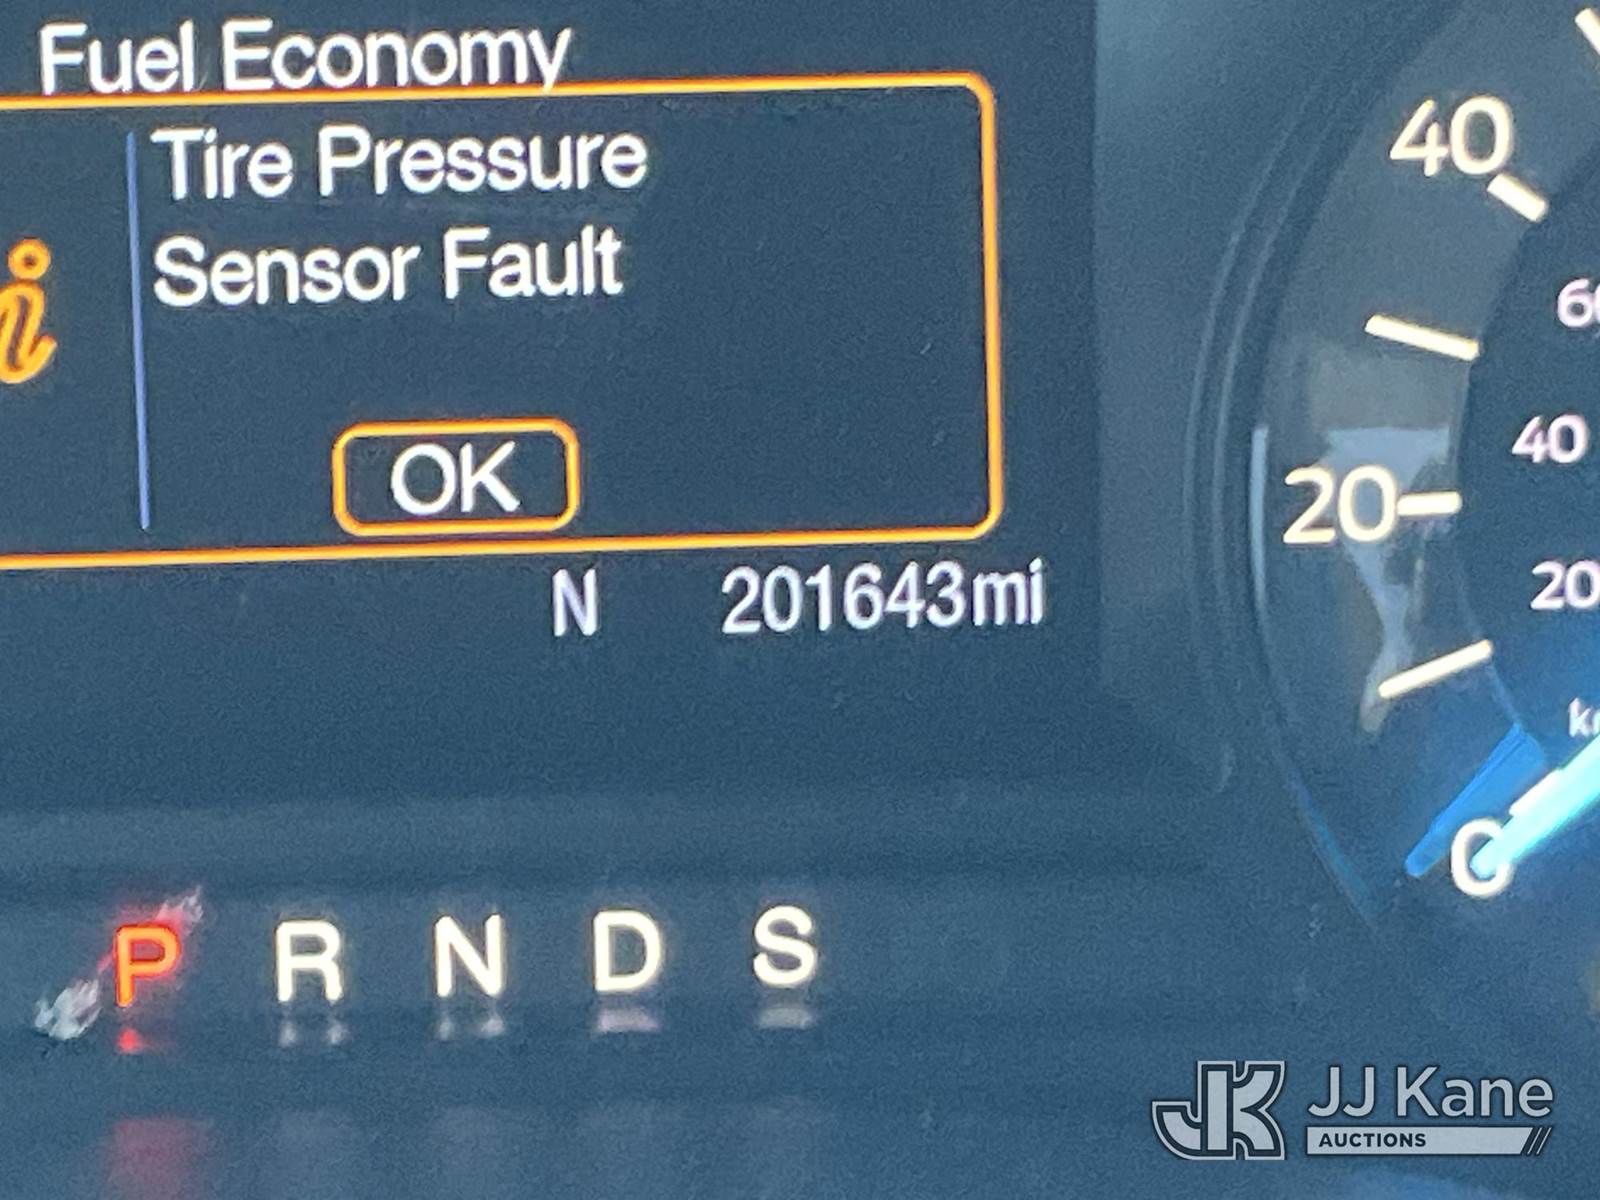 Fuel Economy
Tire Pressure
Sensor Fault
i
OK
N 201643mi
40
20
0
40
20
P R N D S
JJ Kane
AUCTIONS